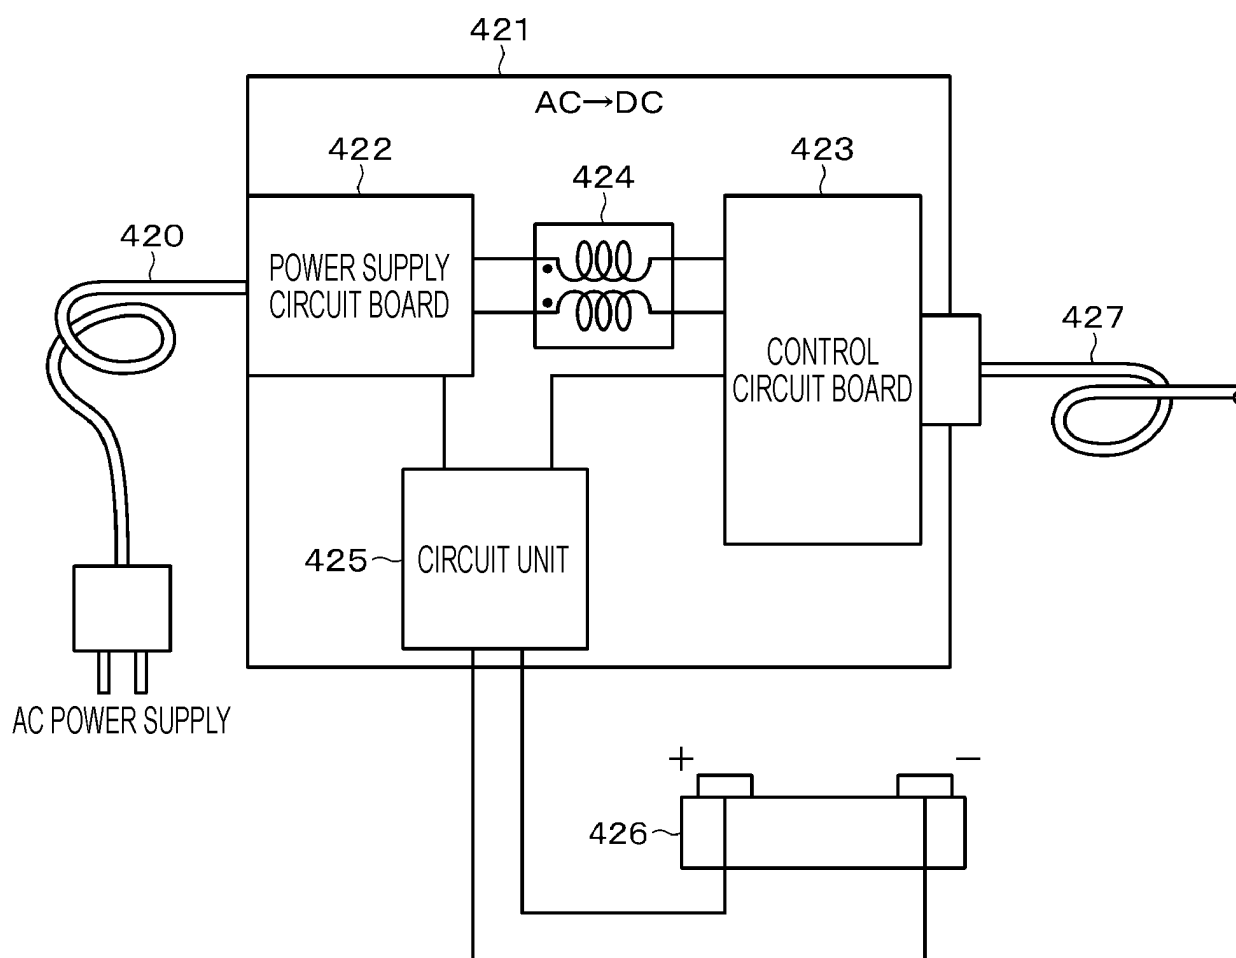 421
AC→DC
422
423
424
420
POWER SUPPLY
CIRCUIT BOARD
427
CONTROL
CIRCUIT BOARD
425
CIRCUIT UNIT
AC POWER SUPPLY
+
−
426